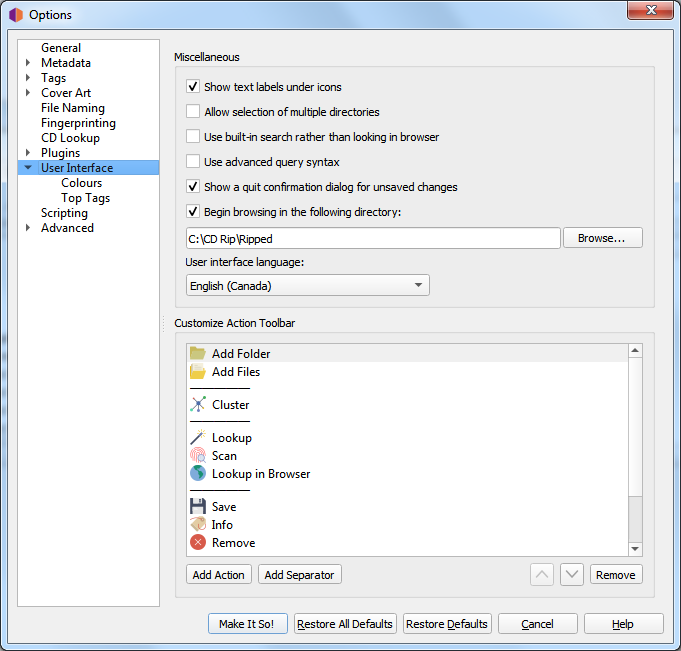 Options
General
Metadata
Tags
Cover Art
File Naming
Fingerprinting
CD Lookup
Plugins
User Interface
Colours
Top Tags
Scripting
Advanced
Miscellaneous
Show text labels under icons
Allow selection of multiple directories
Use built-in search rather than looking in browser
Use advanced query syntax
Show a quit confirmation dialog for unsaved changes
Begin browsing in the following directory:
C:\CD Rip\Ripped
Browse...
User interface language:
English (Canada)
Customize Action Toolbar
Add Folder
Add Files
Cluster
Lookup
Scan
Lookup in Browser
Save
Info
Remove
Add Action Add Separator Remove
Make It So! Restore All Defaults Restore Defaults Cancel Help